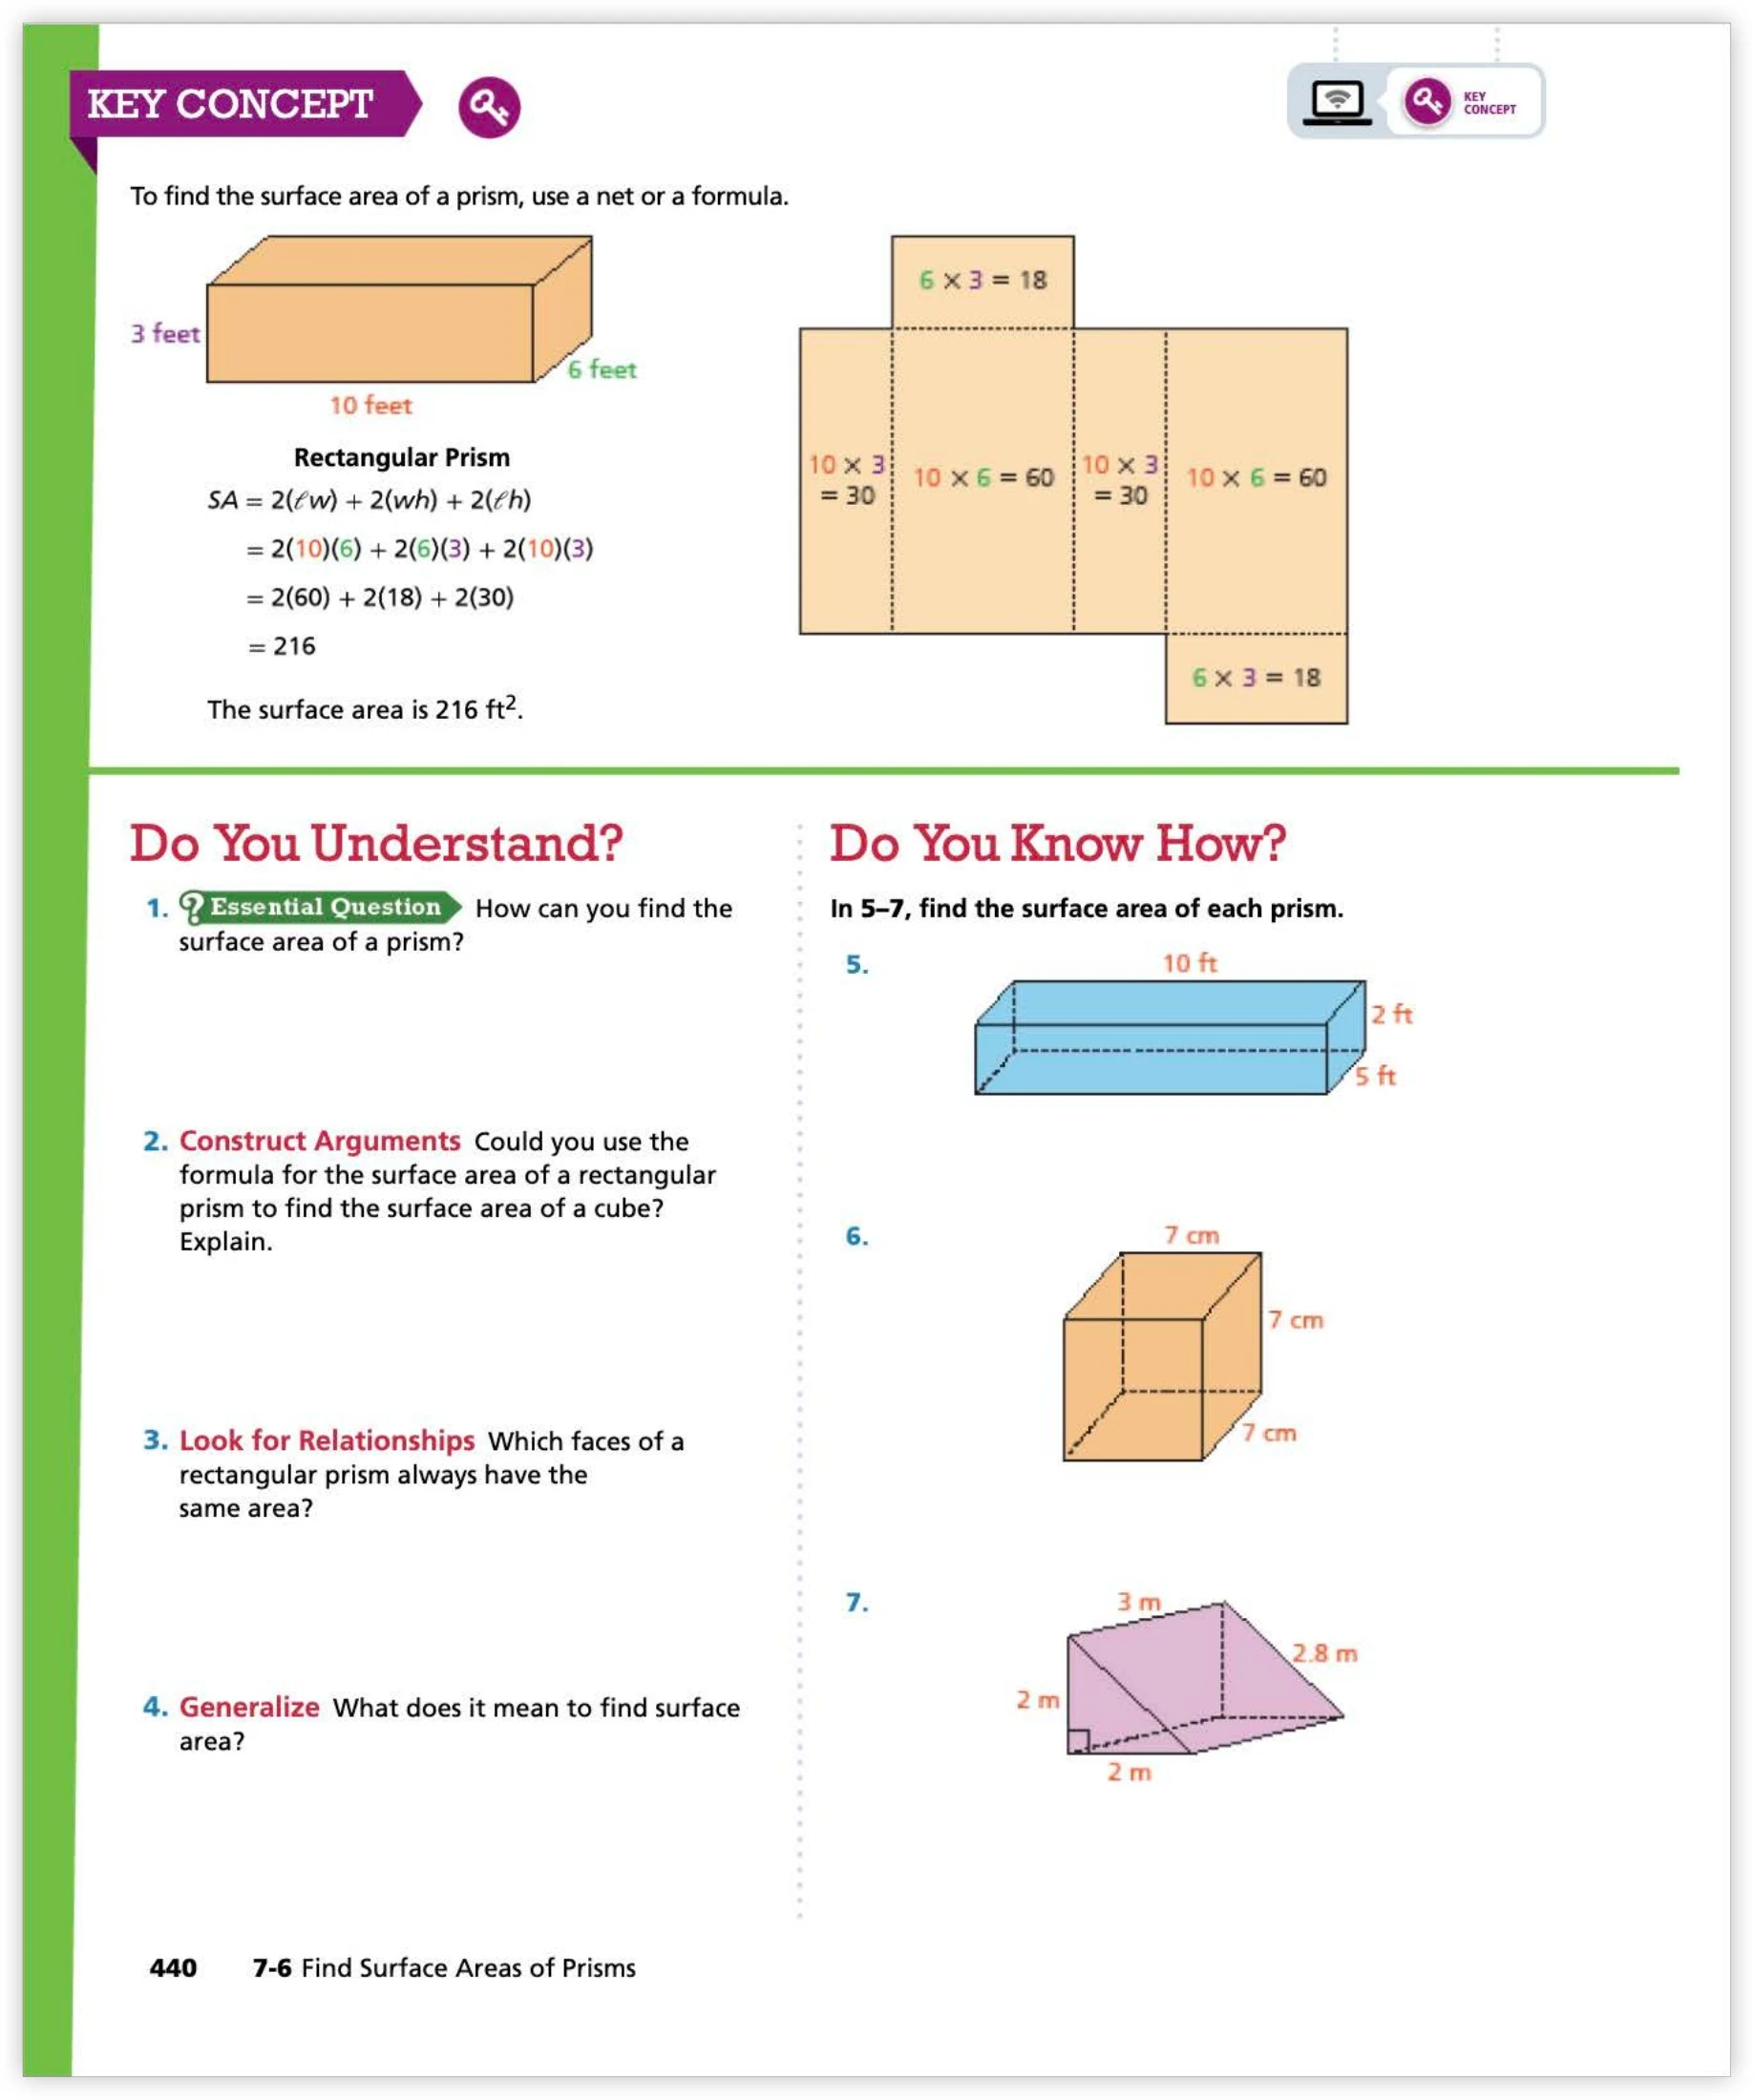 KEY CONCEPT
KEY
CONCEPT
To find the surface area of a prism, use a net or a formula.
3 feet
6 feet
10 feet
Rectangular Prism
SA = 2(ℓw) + 2(wh) + 2(ℓh)
= 2(10)(6) + 2(6)(3) + 2(10)(3)
= 2(60) + 2(18) + 2(30)
= 216
The surface area is 216 ft².
6 × 3 = 18
10 × 3
= 30
10 × 6 = 60
10 × 3
= 30
10 × 6 = 60
6 × 3 = 18
Do You Understand?
1. ? Essential Question How can you find the
surface area of a prism?
2. Construct Arguments Could you use the
formula for the surface area of a rectangular
prism to find the surface area of a cube?
Explain.
3. Look for Relationships Which faces of a
rectangular prism always have the
same area?
4. Generalize What does it mean to find surface
area?
Do You Know How?
In 5–7, find the surface area of each prism.
5.
10 ft
2 ft
5 ft
6.
7 cm
7 cm
7 cm
7.
3 m
2.8 m
2 m
2 m
440 7-6 Find Surface Areas of Prisms